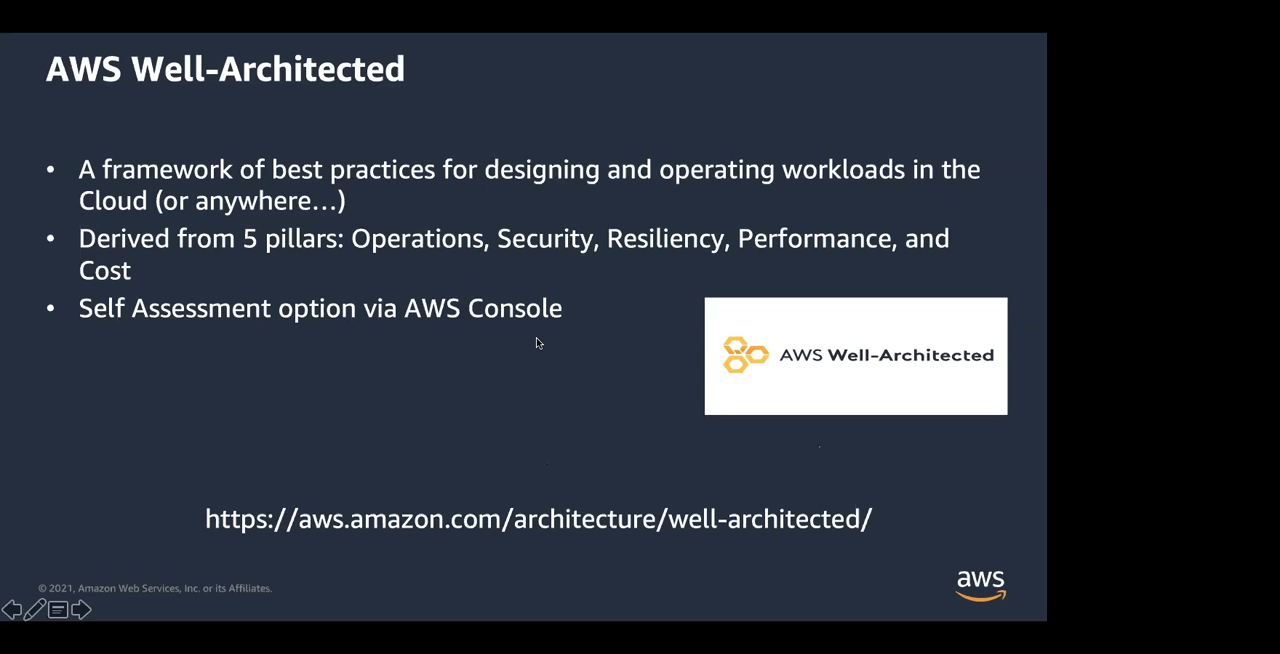 AWS Well-Architected
• A framework of best practices for designing and operating workloads in the
Cloud (or anywhere…)
• Derived from 5 pillars: Operations, Security, Resiliency, Performance, and
Cost
• Self Assessment option via AWS Console
AWS Well-Architected
https://aws.amazon.com/architecture/well-architected/
© 2021, Amazon Web Services, Inc. or its Affiliates.
aws